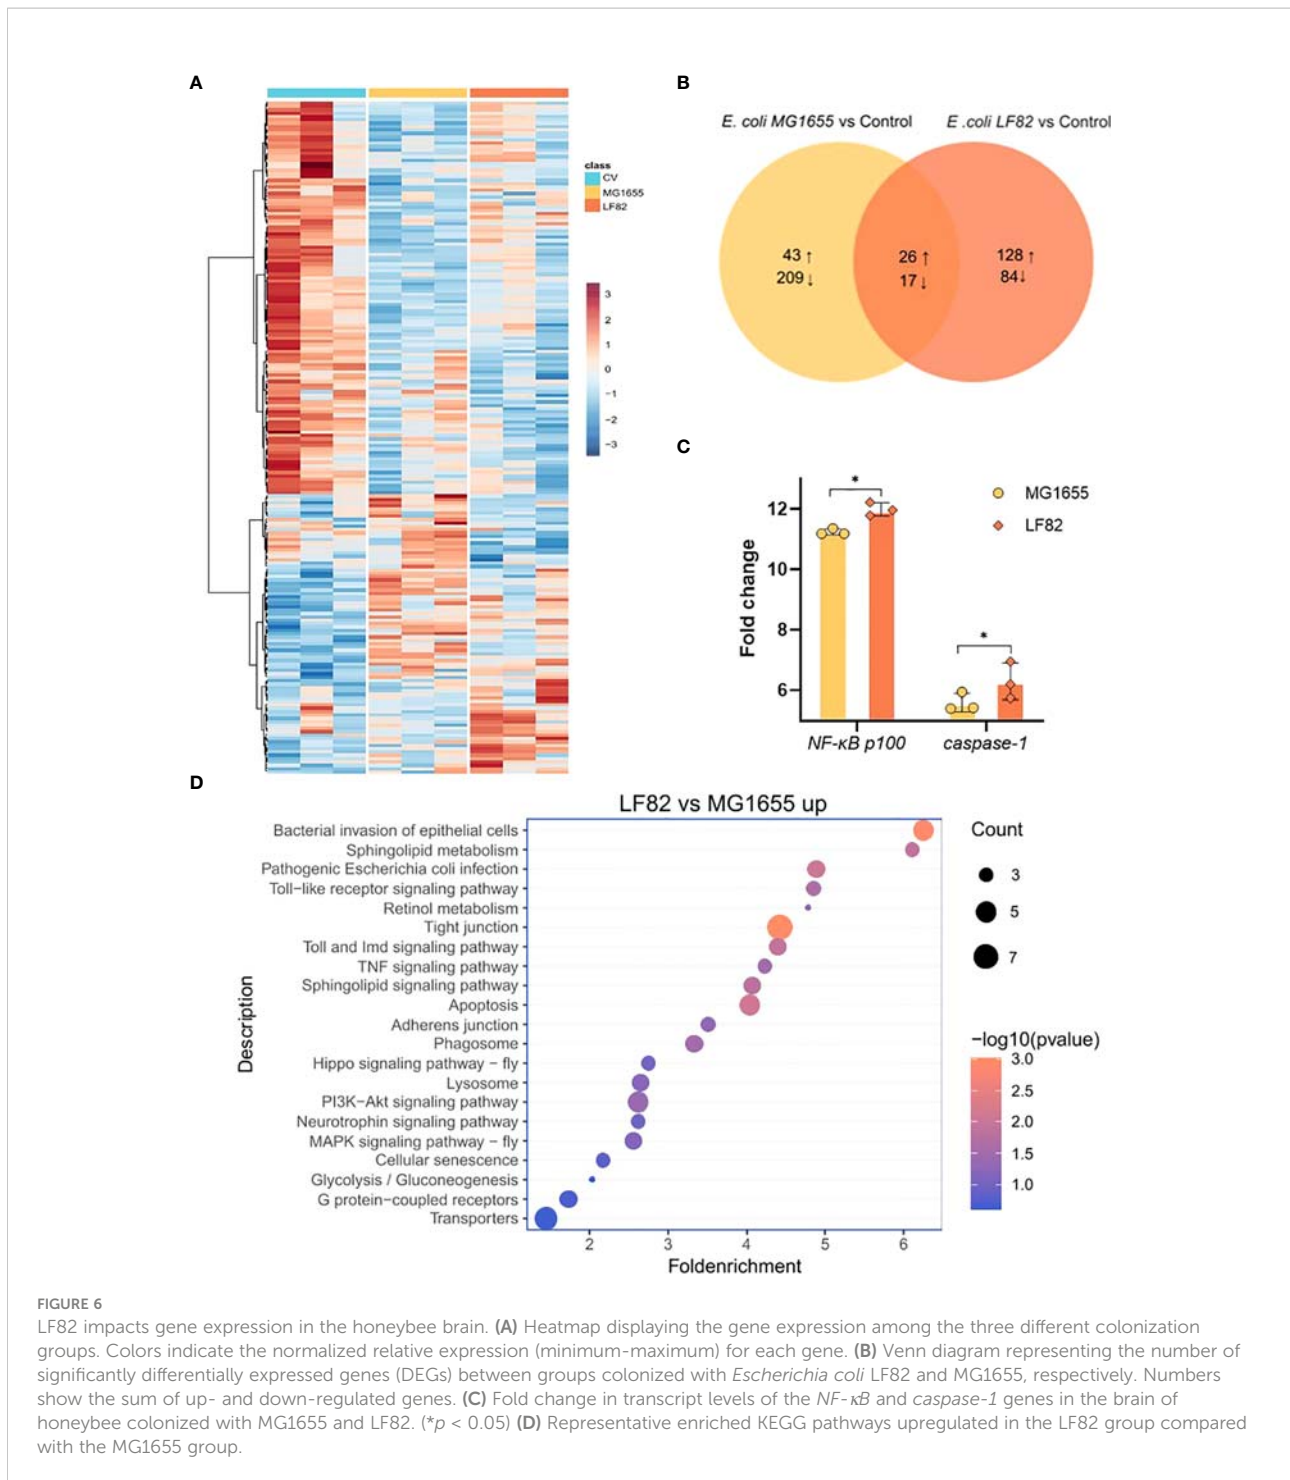 A
class
CV
MG1655
LF82
3
2
1
0
−1
−2
−3
B
E. coli MG1655 vs Control
E .coli LF82 vs Control
43 ↑
209 ↓
26 ↑
17 ↓
128 ↑
84↓
C
Fold change
12
10
8
6
*
*
MG1655
LF82
NF-κB p100
caspase-1
D
LF82 vs MG1655 up
Description
Bacterial invasion of epithelial cells
Sphingolipid metabolism
Pathogenic Escherichia coli infection
Toll−like receptor signaling pathway
Retinol metabolism
Tight junction
Toll and Imd signaling pathway
TNF signaling pathway
Sphingolipid signaling pathway
Apoptosis
Adherens junction
Phagosome
Hippo signaling pathway − fly
Lysosome
PI3K−Akt signaling pathway
Neurotrophin signaling pathway
MAPK signaling pathway − fly
Cellular senescence
Glycolysis / Gluconeogenesis
G protein−coupled receptors
Transporters
2 3 4 5 6
Foldenrichment
Count
3
5
7
−log10(pvalue)
3.0
2.5
2.0
1.5
1.0
FIGURE 6
LF82 impacts gene expression in the honeybee brain. (A) Heatmap displaying the gene expression among the three different colonization
groups. Colors indicate the normalized relative expression (minimum-maximum) for each gene. (B) Venn diagram representing the number of
significantly differentially expressed genes (DEGs) between groups colonized with Escherichia coli LF82 and MG1655, respectively. Numbers
show the sum of up- and down-regulated genes. (C) Fold change in transcript levels of the NF-κB and caspase-1 genes in the brain of
honeybee colonized with MG1655 and LF82. (*p < 0.05) (D) Representative enriched KEGG pathways upregulated in the LF82 group compared
with the MG1655 group.